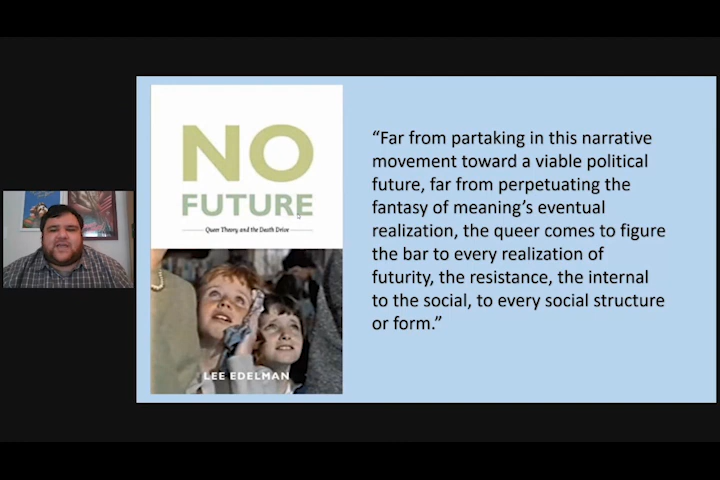 NO
FUTURE
Queer Theory and the Death Drive
LEE EDELMAN
“Far from partaking in this narrative
movement toward a viable political
future, far from perpetuating the
fantasy of meaning’s eventual
realization, the queer comes to figure
the bar to every realization of
futurity, the resistance, the internal
to the social, to every social structure
or form.”